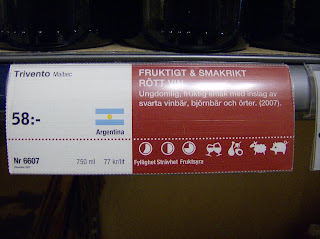 Trivento Malbec
58:-
Argentina
Nr 6607
750 ml 77 kr/lt
FRUKTIGT & SMAKRIKT
RÖTT VIN
Ungdomlig, fruktig smak med inslag av
svarta vinbär, björnbär och örter. (2007).
Fyllighet Strävhet Fruktsyra